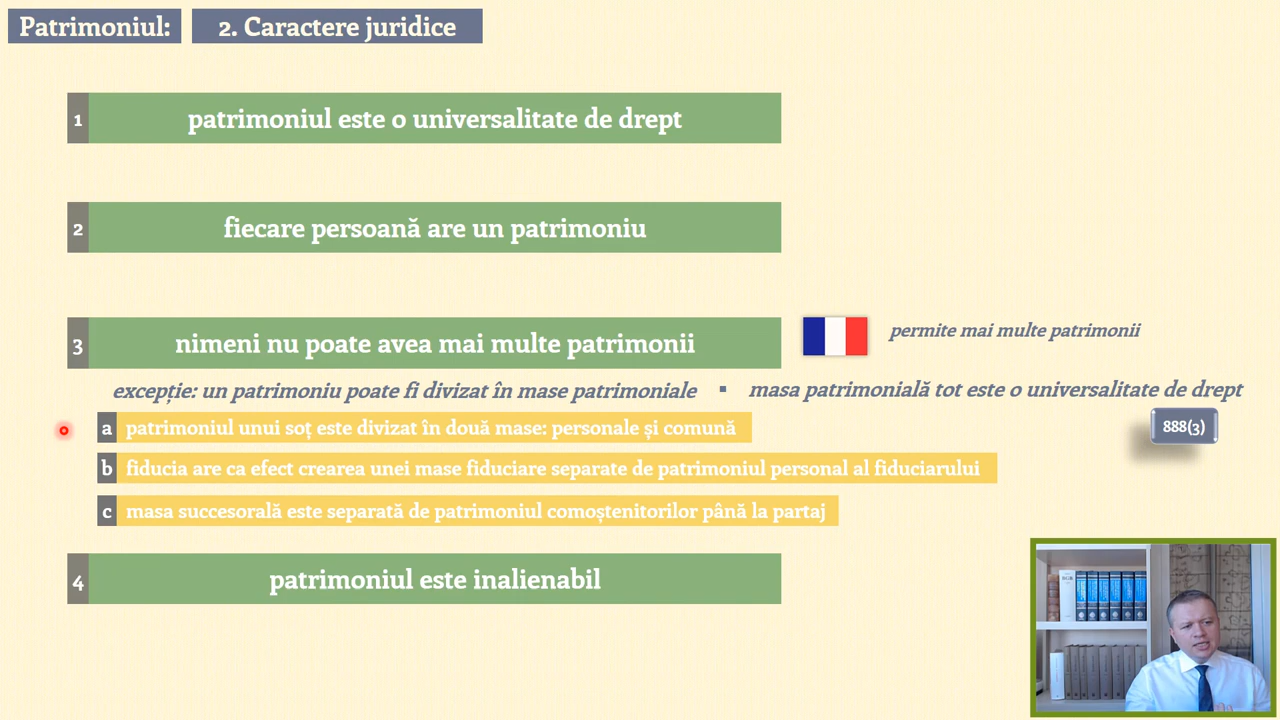 Patrimoniul: 2. Caractere juridice
1 patrimoniul este o universalitate de drept
2 fiecare persoană are un patrimoniu
3 nimeni nu poate avea mai multe patrimonii
permite mai multe patrimonii
excepție: un patrimoniu poate fi divizat în mase patrimoniale ▪ masa patrimonială tot este o universalitate de drept
a patrimoniul unui soț este divizat în două mase: personale și comună
888(3)
b fiducia are ca efect crearea unei mase fiduciare separate de patrimoniul personal al fiduciarului
c masa succesorală este separată de patrimoniul comoștenitorilor până la partaj
4 patrimoniul este inalienabil